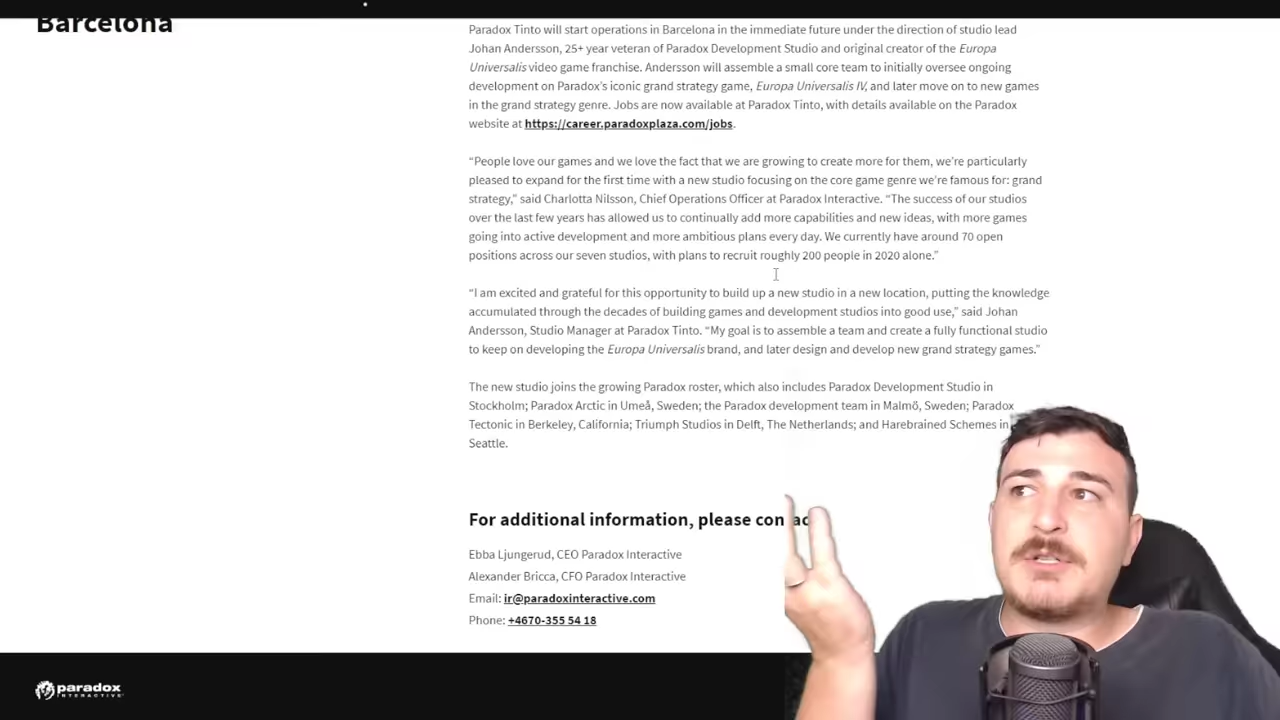 Barcelona
Paradox Tinto will start operations in Barcelona in the immediate future under the direction of studio lead
Johan Andersson, 25+ year veteran of Paradox Development Studio and original creator of the Europa
Universalis video game franchise. Andersson will assemble a small core team to initially oversee ongoing
development on Paradox’s iconic grand strategy game, Europa Universalis IV, and later move on to new games
in the grand strategy genre. Jobs are now available at Paradox Tinto, with details available on the Paradox
website at https://career.paradoxplaza.com/jobs.
“People love our games and we love the fact that we are growing to create more for them, we’re particularly
pleased to expand for the first time with a new studio focusing on the core game genre we’re famous for: grand
strategy,” said Charlotta Nilsson, Chief Operations Officer at Paradox Interactive. “The success of our studios
over the last few years has allowed us to continually add more capabilities and new ideas, with more games
going into active development and more ambitious plans every day. We currently have around 70 open
positions across our seven studios, with plans to recruit roughly 200 people in 2020 alone.”
“I am excited and grateful for this opportunity to build up a new studio in a new location, putting the knowledge
accumulated through the decades of building games and development studios into good use,” said Johan
Andersson, Studio Manager at Paradox Tinto. “My goal is to assemble a team and create a fully functional studio
to keep on developing the Europa Universalis brand, and later design and develop new grand strategy games.”
The new studio joins the growing Paradox roster, which also includes Paradox Development Studio in
Stockholm; Paradox Arctic in Umeå, Sweden; the Paradox development team in Malmö, Sweden; Paradox
Tectonic in Berkeley, California; Triumph Studios in Delft, The Netherlands; and Harebrained Schemes in
Seattle.
For additional information, please contac
Ebba Ljungerud, CEO Paradox Interactive
Alexander Bricca, CFO Paradox Interactive
Email: ir@paradoxinteractive.com
Phone: +4670-355 54 18
paradox
INTERACTIVE